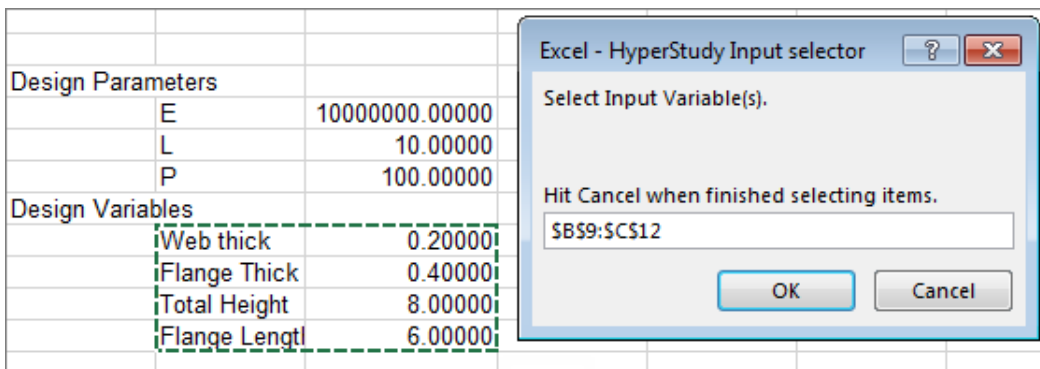 Design Parameters
E 10000000.00000
L 10.00000
P 100.00000
Design Variables
Web thick 0.20000
Flange Thick 0.40000
Total Height 8.00000
Flange Lengtl 6.00000
Excel - HyperStudy Input selector
?
Select Input Variable(s).
Hit Cancel when finished selecting items.
$B$9:$C$12
OK Cancel